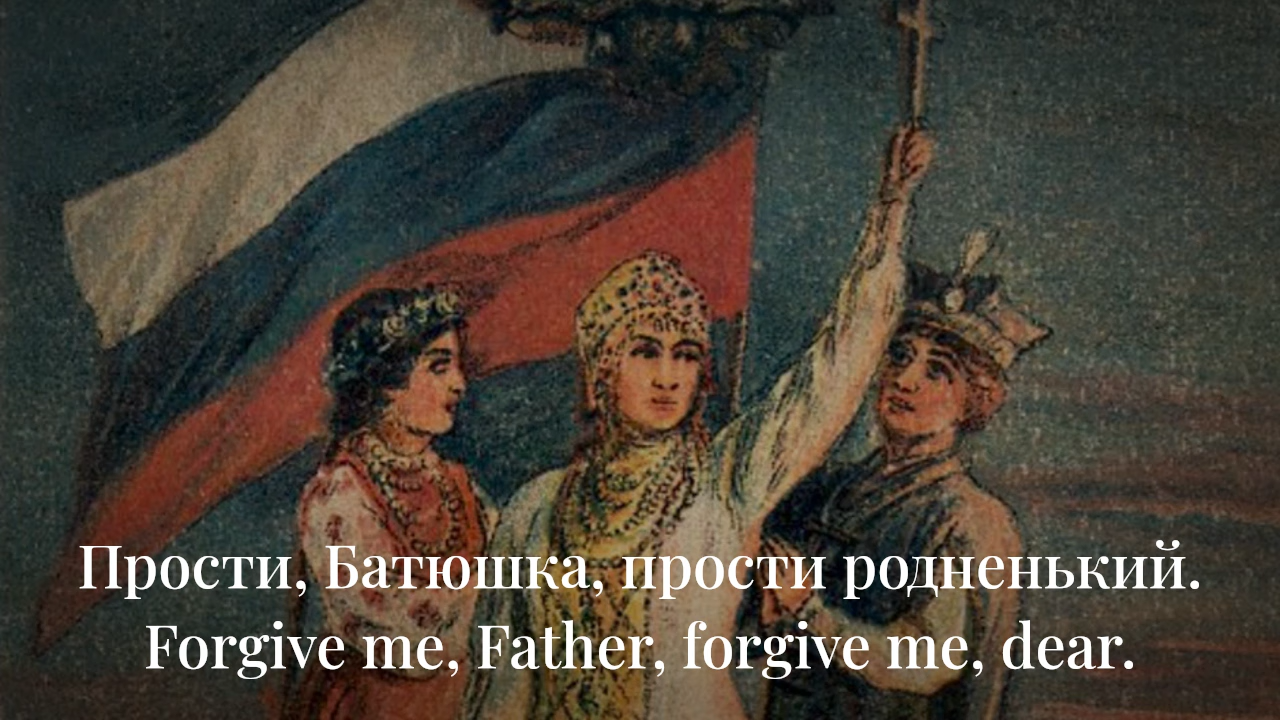 Прости, Батюшка, прости родненький.
Forgive me, Father, forgive me, dear.